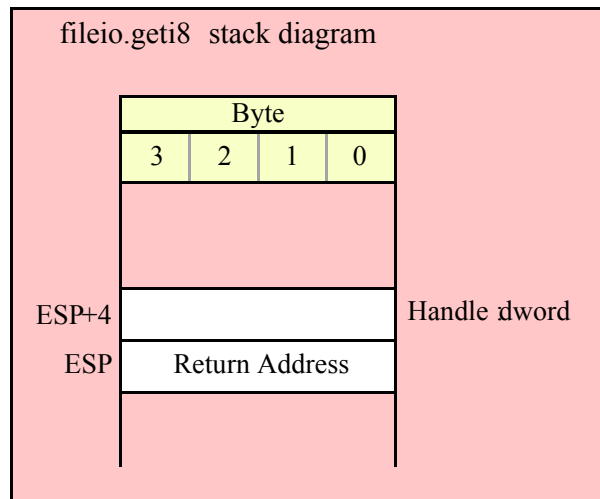 fileio.geti8 stack diagram
Byte
3 2 1 0
ESP+4 Handle :dword
ESP Return Address